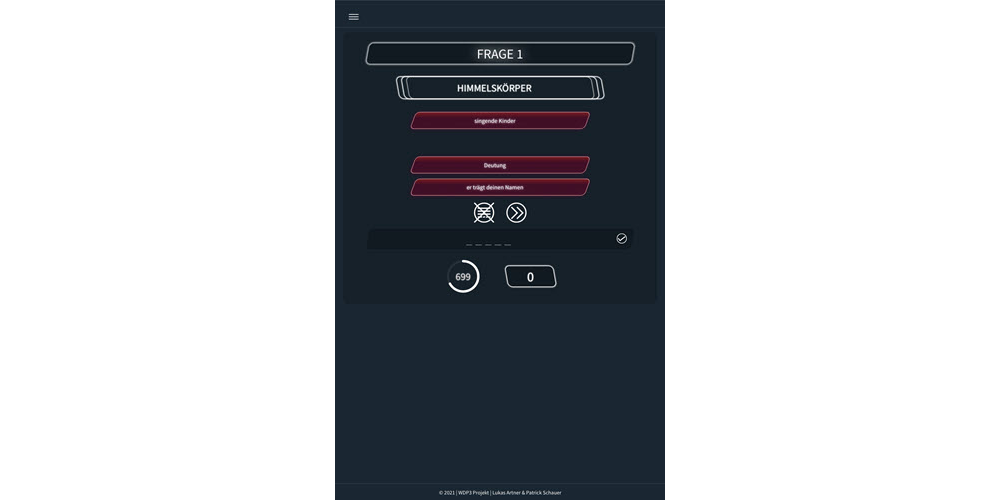 FRAGE 1
HIMMELSKÖRPER
singende Kinder
Deutung
er trägt deinen Namen
_ _ _ _ _
699
0
© 2021 | WDP3 Projekt | Lukas Artner & Patrick Schauer